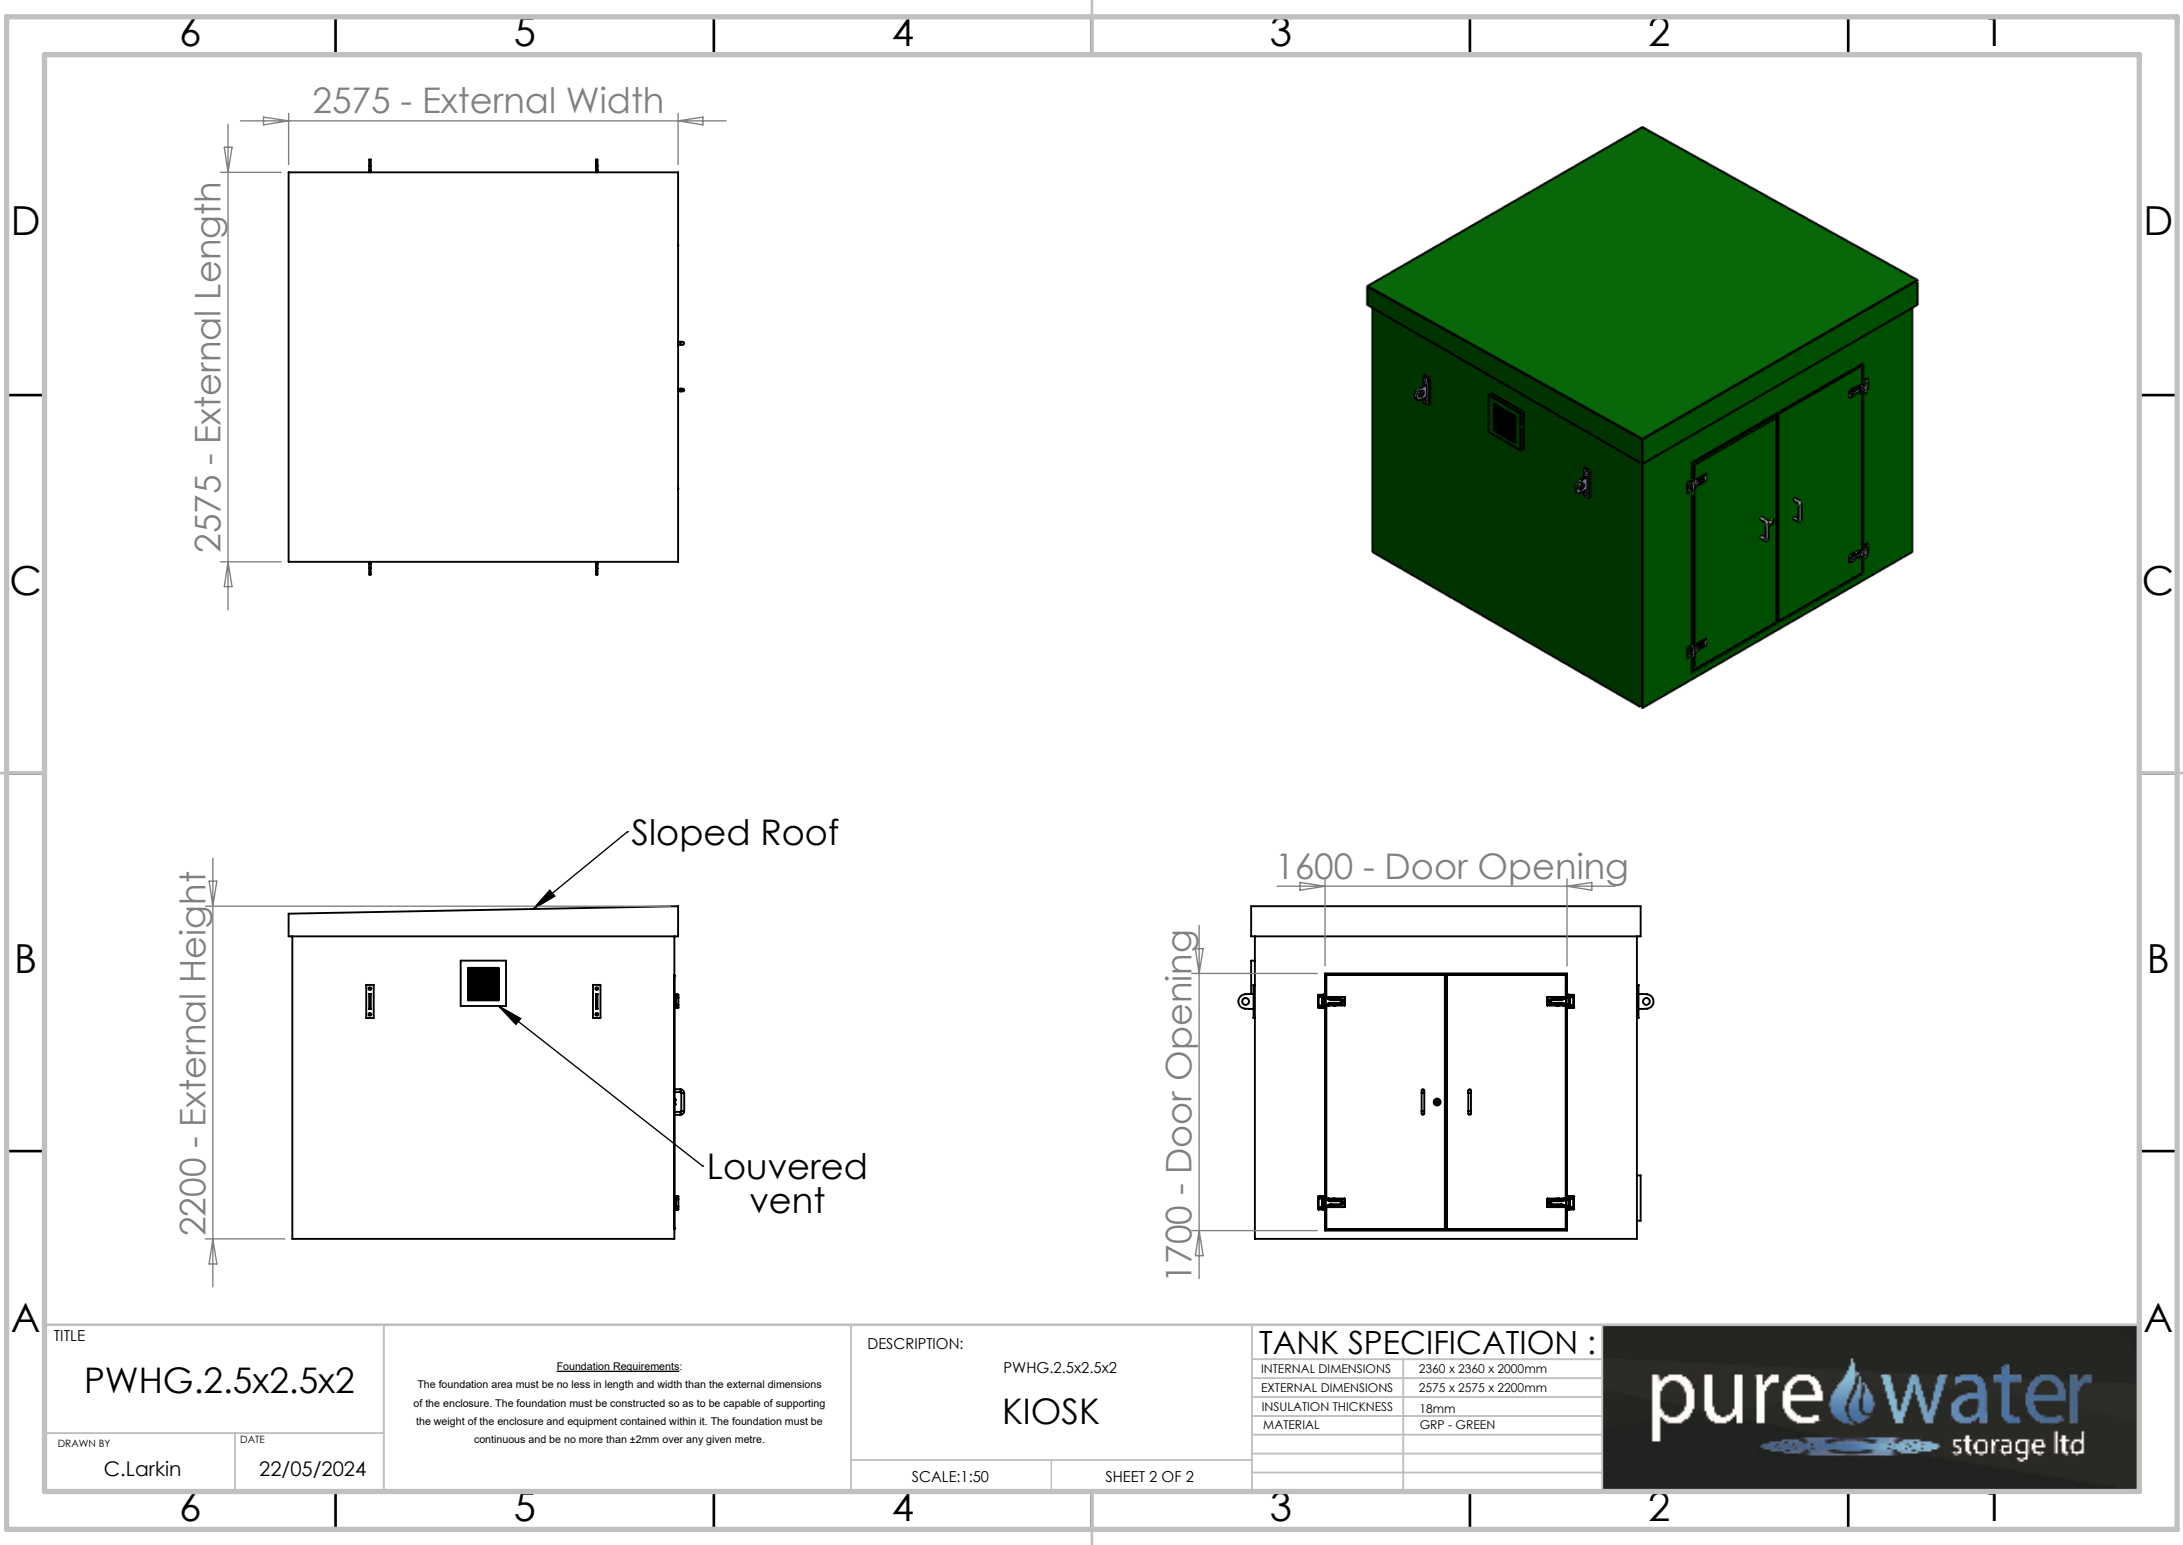 6 5 4 3 2 1
2575 - External Width
2575 - External Length
D
D
C
C
Sloped Roof
2200 - External Height
Louvered
vent
1600 - Door Opening
1700 - Door Opening
B
B
A
A
TITLE
PWHG.2.5x2.5x2
DRAWN BY
C.Larkin
DATE
22/05/2024
Foundation Requirements:
The foundation area must be no less in length and width than the external dimensions
of the enclosure. The foundation must be constructed so as to be capable of supporting
the weight of the enclosure and equipment contained within it. The foundation must be
continuous and be no more than ±2mm over any given metre.
DESCRIPTION:
PWHG.2.5x2.5x2
KIOSK
SCALE:1:50
SHEET 2 OF 2
TANK SPECIFICATION :
INTERNAL DIMENSIONS 2360 x 2360 x 2000mm
EXTERNAL DIMENSIONS 2575 x 2575 x 2200mm
INSULATION THICKNESS 18mm
MATERIAL GRP - GREEN
pure water
storage ltd
6 5 4 3 2 1